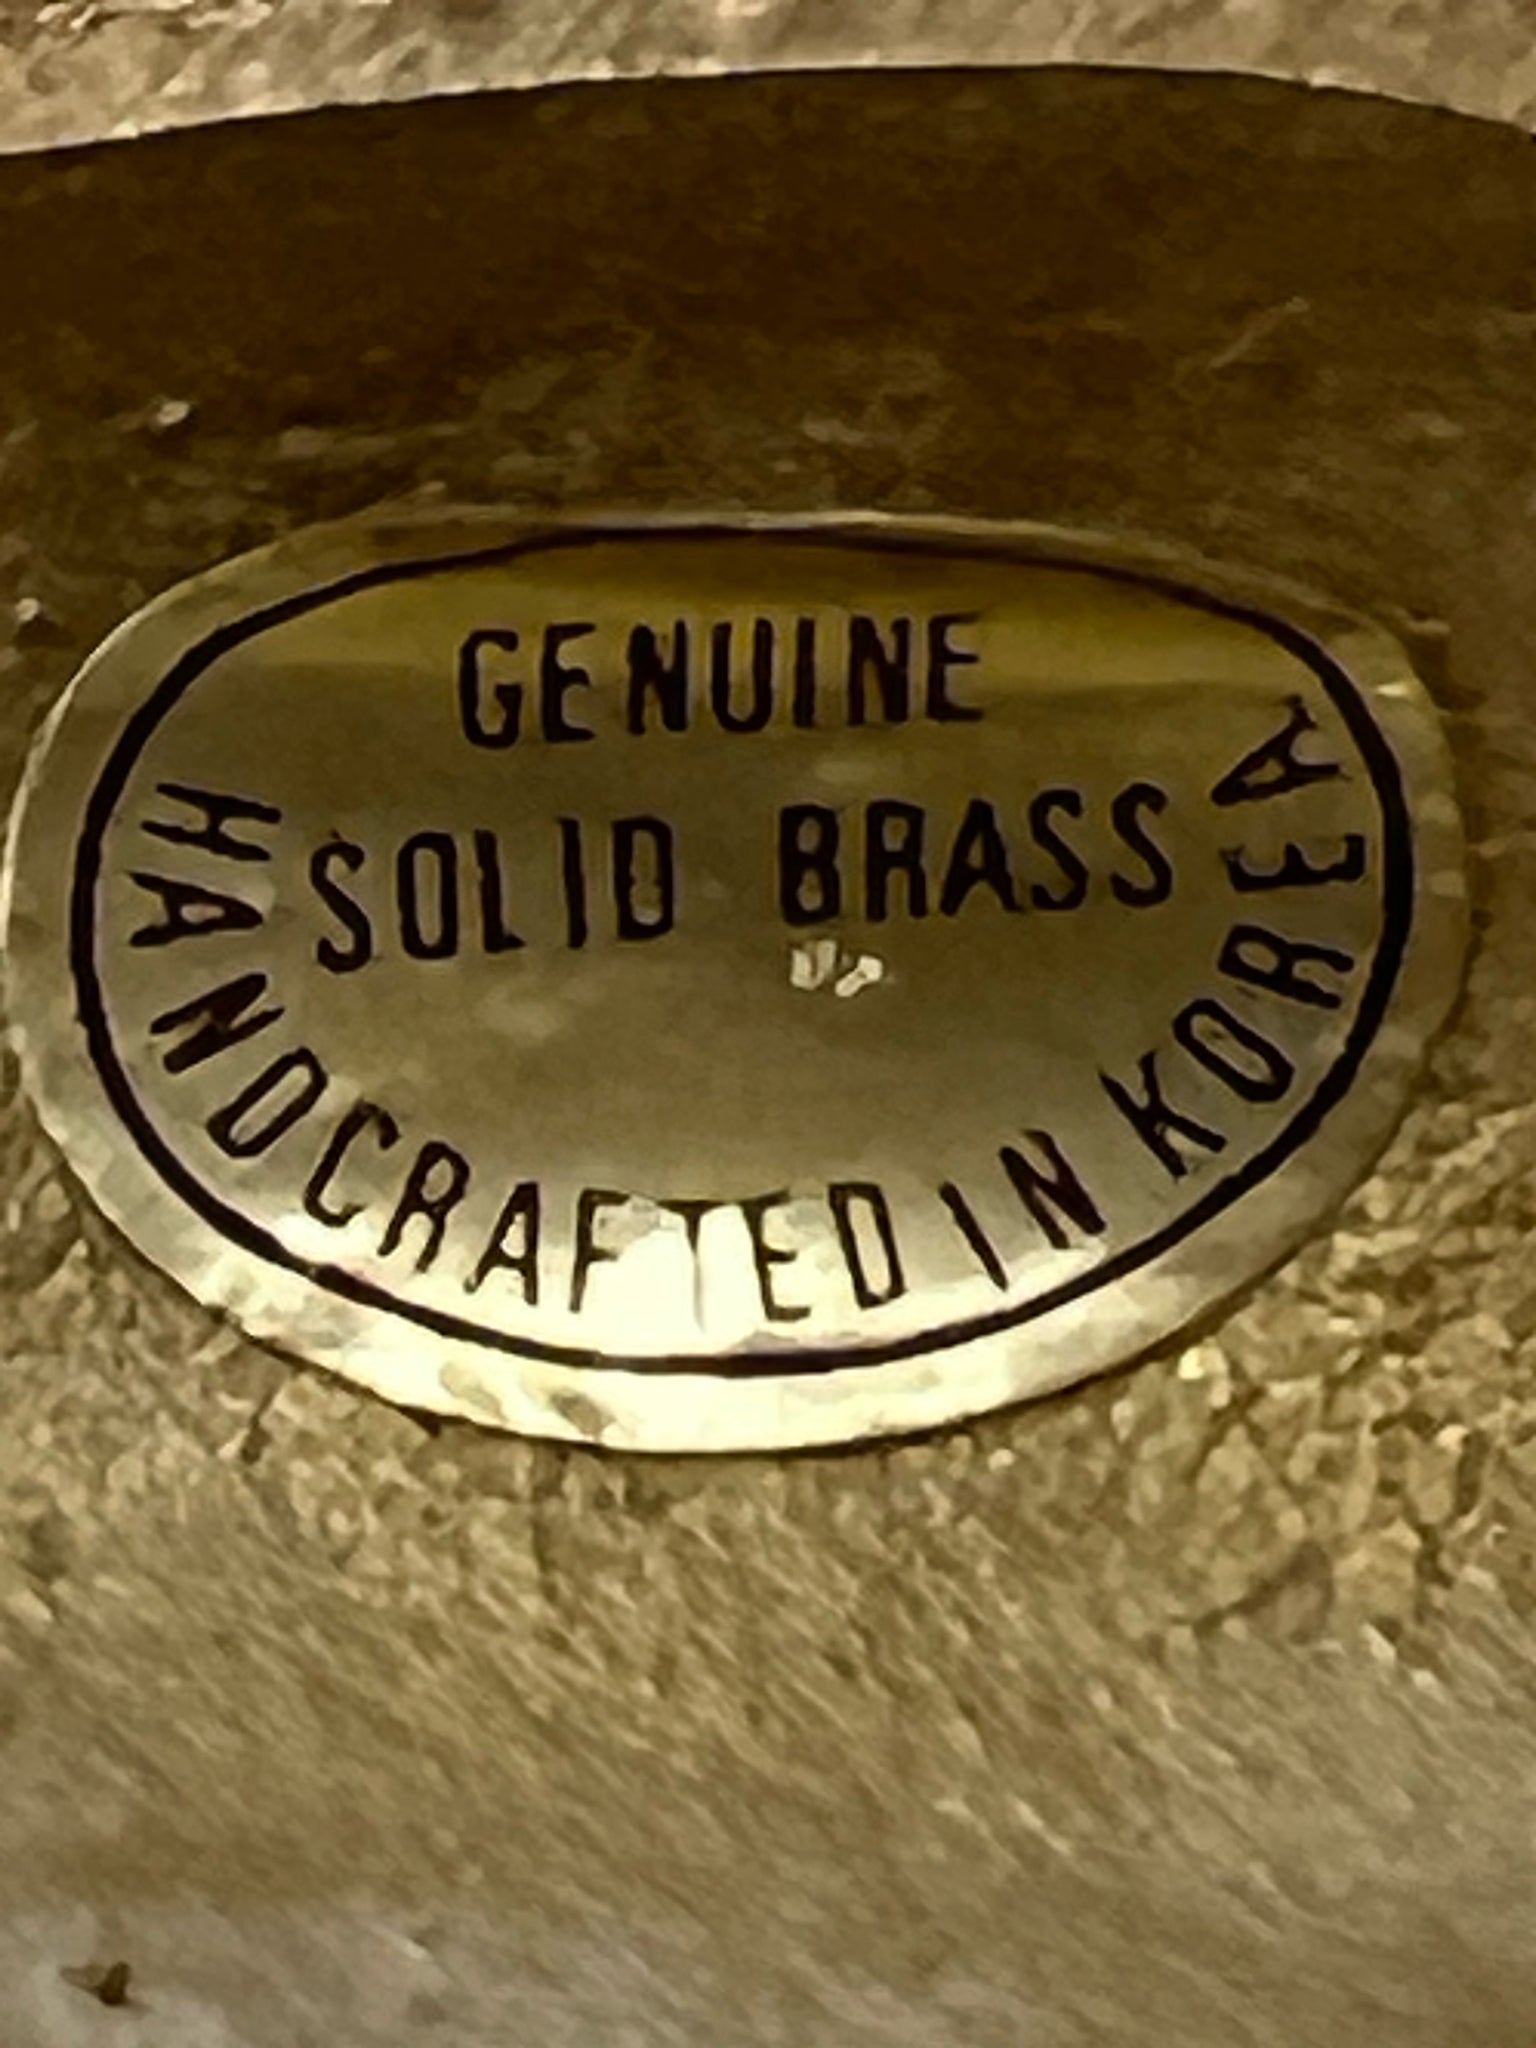 GENUINE
SOLID BRASS
HANDCRAFTED IN KOREA